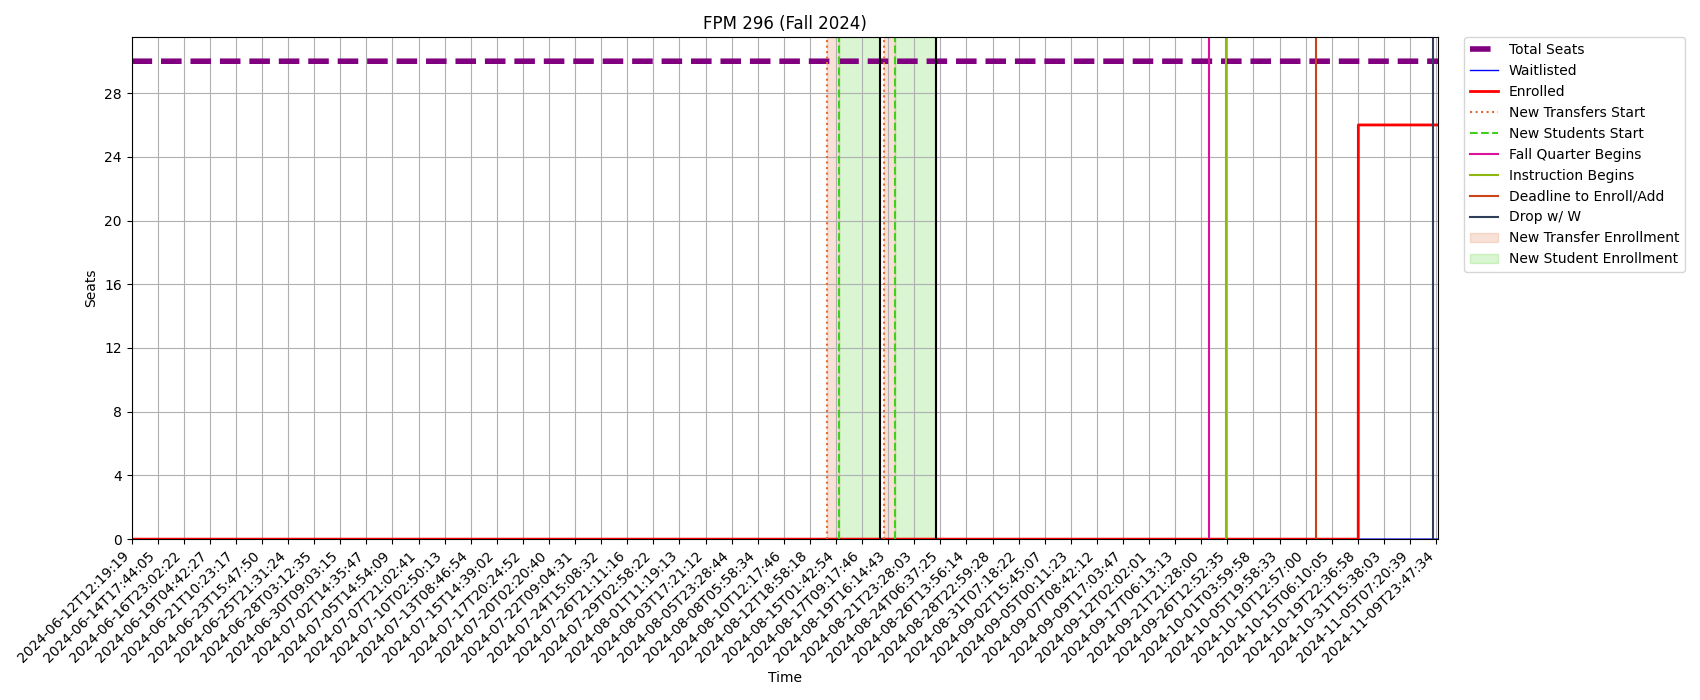 FPM 296 (Fall 2024)
Total Seats
Waitlisted
Enrolled
New Transfers Start
New Students Start
Fall Quarter Begins
Instruction Begins
Deadline to Enroll/Add
Drop w/ W
New Transfer Enrollment
New Student Enrollment
Seats
28
24
20
16
12
8
4
0
2024-06-12T12:19:19
2024-06-14T17:44:05
2024-06-16T23:02:22
2024-06-19T04:42:27
2024-06-21T10:23:17
2024-06-23T15:47:50
2024-06-25T21:31:24
2024-06-28T03:12:35
2024-06-30T09:03:15
2024-07-02T14:35:47
2024-07-05T14:54:09
2024-07-07T21:02:41
2024-07-10T02:50:13
2024-07-13T08:46:54
2024-07-15T14:39:02
2024-07-17T20:24:52
2024-07-20T02:20:40
2024-07-22T09:04:31
2024-07-24T15:08:32
2024-07-26T21:11:16
2024-07-29T02:58:22
2024-08-01T11:19:13
2024-08-03T17:21:12
2024-08-05T23:28:44
2024-08-08T05:58:34
2024-08-10T12:17:46
2024-08-12T18:58:18
2024-08-15T01:42:54
2024-08-17T09:17:46
2024-08-19T16:14:43
2024-08-21T23:28:03
2024-08-24T06:37:25
2024-08-26T13:56:14
2024-08-28T22:59:28
2024-08-31T07:18:22
2024-09-02T15:45:07
2024-09-05T00:11:23
2024-09-07T08:42:12
2024-09-09T17:03:47
2024-09-12T02:02:01
2024-09-17T06:13:13
2024-09-21T21:28:00
2024-09-26T12:52:35
2024-10-01T03:59:58
2024-10-05T19:58:33
2024-10-10T12:57:00
2024-10-15T06:10:05
2024-10-19T22:36:58
2024-10-31T15:38:03
2024-11-05T07:20:39
2024-11-09T23:47:34
Time